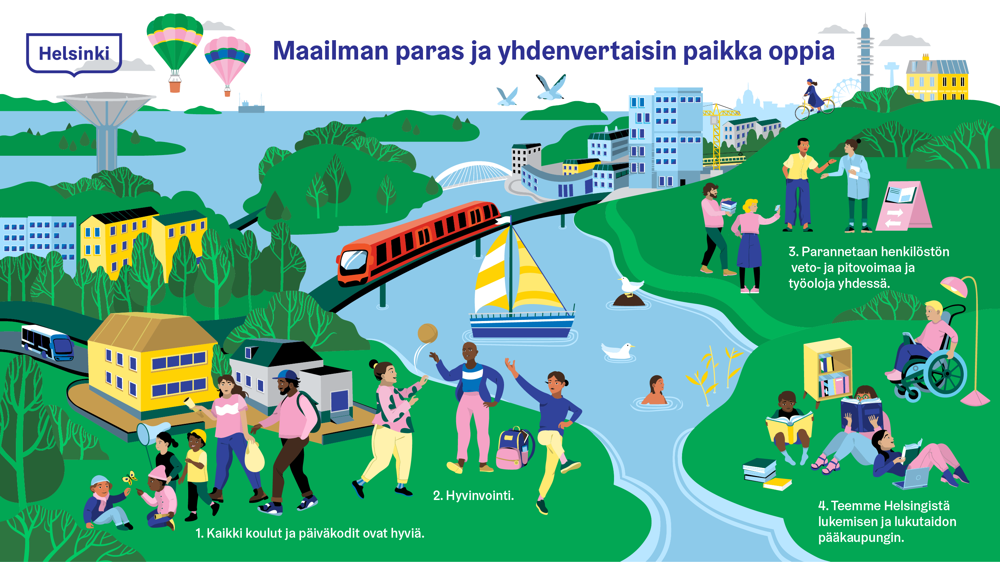 Helsinki
Maailman paras ja yhdenvertaisin paikka oppia
3. Parannetaan henkilöstön
veto- ja pitovoimaa ja
työoloja yhdessä.
2. Hyvinvointi.
1. Kaikki koulut ja päiväkodit ovat hyviä.
4. Teemme Helsingistä
lukemisen ja lukutaidon
pääkaupungin.